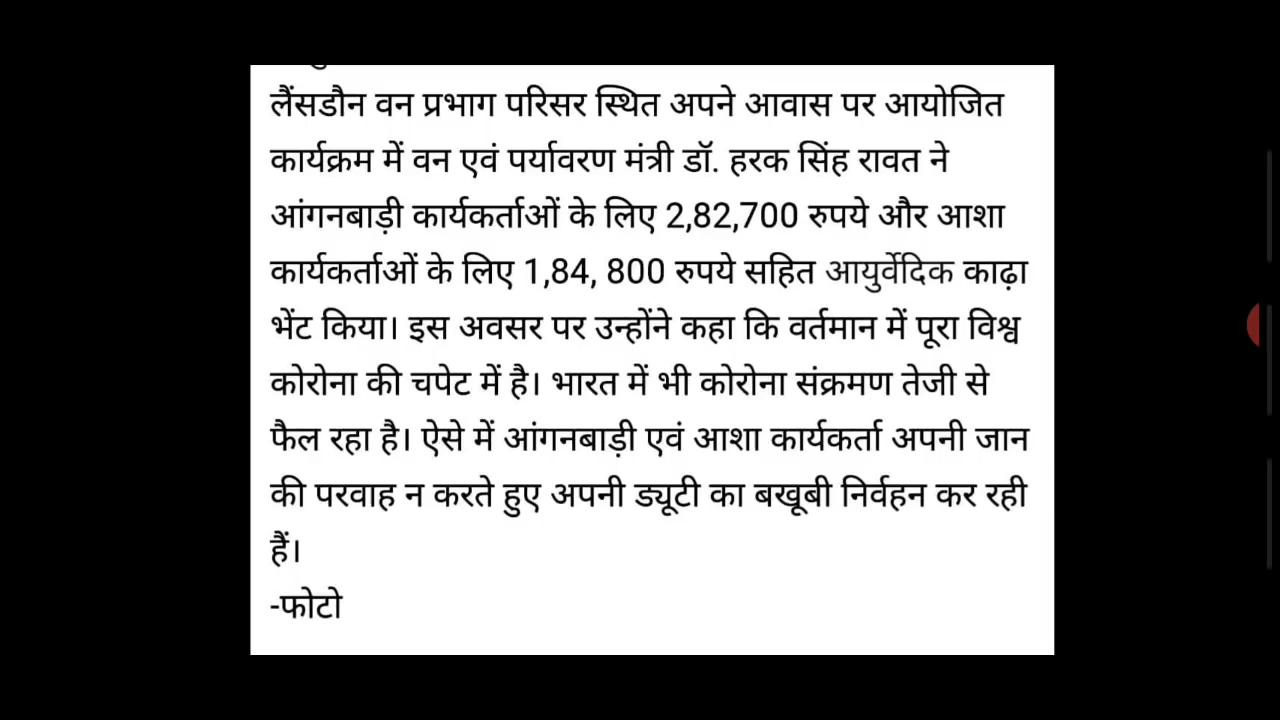 लैंसडौन वन प्रभाग परिसर स्थित अपने आवास पर आयोजित
कार्यक्रम में वन एवं पर्यावरण मंत्री डॉ. हरक सिंह रावत ने
आंगनबाड़ी कार्यकर्ताओं के लिए 2,82,700 रुपये और आशा
कार्यकर्ताओं के लिए 1,84, 800 रुपये सहित आयुर्वेदिक काढ़ा
भेंट किया। इस अवसर पर उन्होंने कहा कि वर्तमान में पूरा विश्व
कोरोना की चपेट में है। भारत में भी कोरोना संक्रमण तेजी से
फैल रहा है। ऐसे में आंगनबाड़ी एवं आशा कार्यकर्ता अपनी जान
की परवाह न करते हुए अपनी ड्यूटी का बखूबी निर्वहन कर रही
हैं।
-फोटो